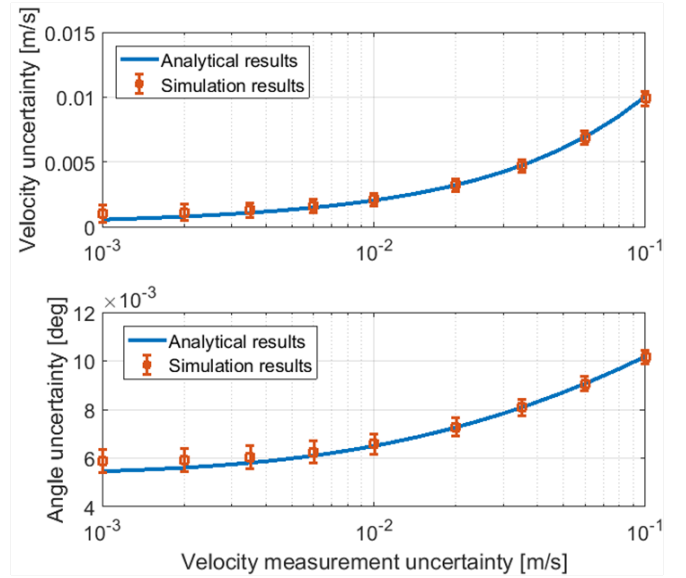 0.015
0.01
0.005
0
Velocity uncertainty [m/s]
Analytical results
Simulation results
10⁻³
10⁻²
10⁻¹
×10⁻³
12
10
8
6
4
Angle uncertainty [deg]
Analytical results
Simulation results
10⁻³
10⁻²
10⁻¹
Velocity measurement uncertainty [m/s]